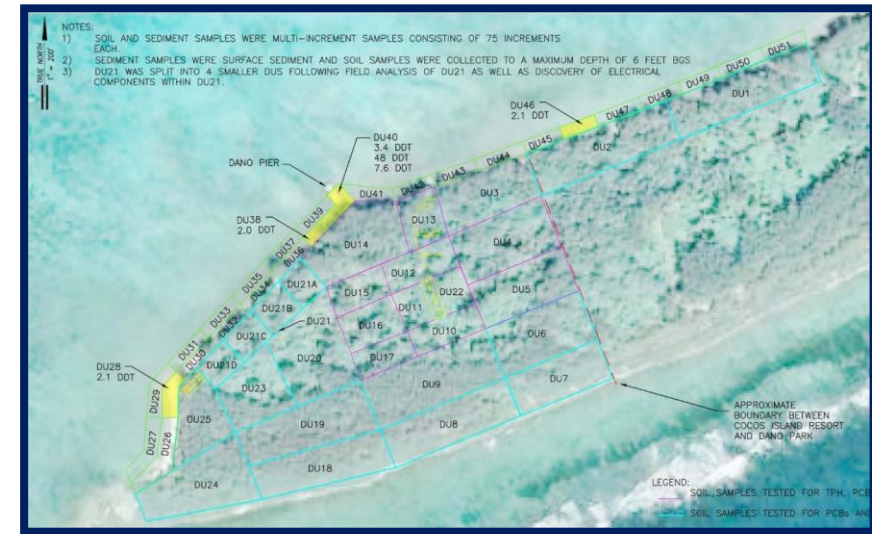 NOTES:
1) SOIL AND SEDIMENT SAMPLES WERE MULTI-INCREMENT SAMPLES CONSISTING OF 75 INCREMENTS
EACH.
2) SEDIMENT SAMPLES WERE SURFACE SEDIMENT AND SOIL SAMPLES WERE COLLECTED TO A MAXIMUM DEPTH OF 6 FEET BGS
3) DU21 WAS SPLIT INTO 4 SMALLER DUS FOLLOWING FIELD ANALYSIS OF DU21 AS WELL AS DISCOVERY OF ELECTRICAL
COMPONENTS WITHIN DU21.
TRUE NORTH
1" = 200'
DU51
DU50
DU49
DU48
DU47
DU1
DU46
2.1 DDT
DU45
DU2
DU44
DU43
DU42
DU41
DU40
3.4 DDT
48 DDT
7.6 DDT
DANO PIER
DU39
DU38
2.0 DDT
DU37
DU36
DU3
DU13
DU14
DU4
DU12
DU35
DU34
DU21A
DU15
DU22
DU5
DU33
DU21B
DU11
DU32
DU21
DU16
DU10
DU6
DU31
DU21C
DU30
DU20
DU17
DU21D
DU28
2.1 DDT
DU29
DU23
DU9
DU7
DU25
DU19
DU8
DU27
DU26
DU18
DU24
APPROXIMATE
BOUNDARY BETWEEN
COCOS ISLAND RESORT
AND DANO PARK
LEGEND:
SOIL SAMPLES TESTED FOR TPH, PCB
SOIL SAMPLES TESTED FOR PCBs AND